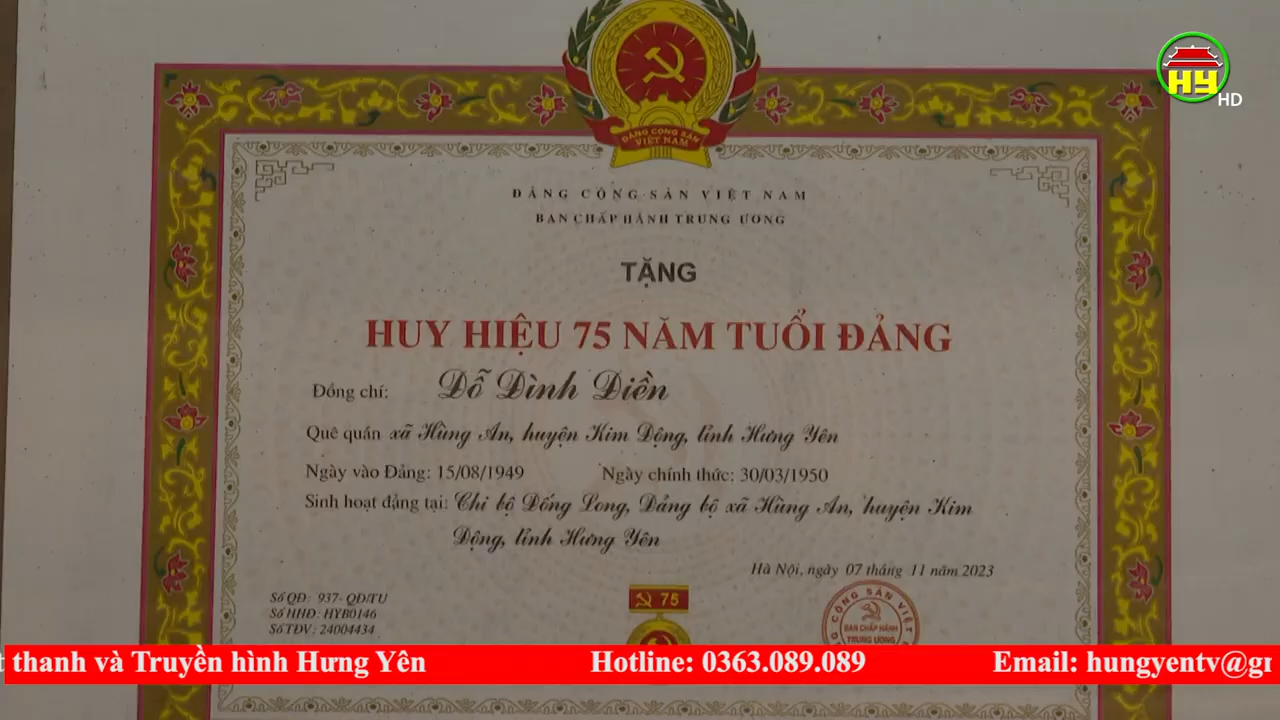 HY
HD
ĐẢNG CỘNG SẢN
VIỆT NAM
ĐẢNG CỘNG SẢN VIỆT NAM
BAN CHẤP HÀNH TRUNG ƯƠNG
TẶNG
HUY HIỆU 75 NĂM TUỔI ĐẢNG
Đồng chí: Đỗ Đình Điền
Quê quán xã Hùng An, huyện Kim Động, tỉnh Hưng Yên
Ngày vào Đảng: 15/08/1949 Ngày chính thức: 30/03/1950
Sinh hoạt đảng tại: Chi bộ Đống Long, Đảng bộ xã Hùng An, huyện Kim
Động, tỉnh Hưng Yên
Hà Nội, ngày 07 tháng 11 năm 2023
Số QĐ: 937- QĐ/TU
Số HHĐ: HYB0146
Số TĐV: 24004434
75
CỘNG SẢN VIỆT
BAN CHẤP HÀNH
TRUNG ƯƠNG
t thanh và Truyền hình Hưng Yên Hotline: 0363.089.089 Email: hungyentv@gm